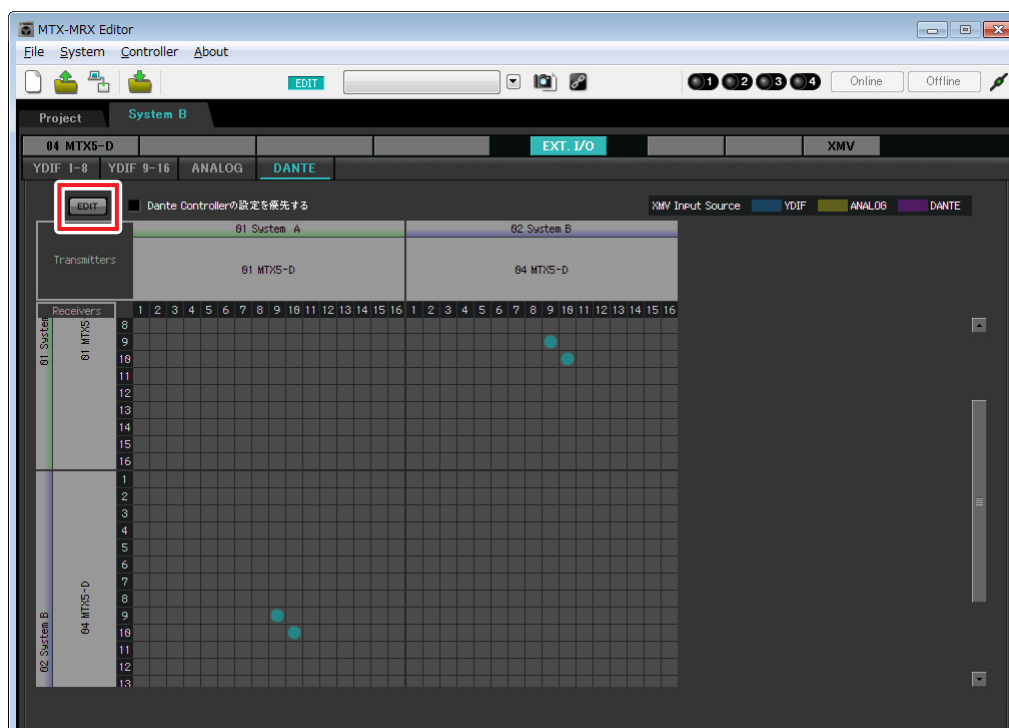 MTX-MRX Editor
File System Controller About
EDIT
1 2 3 4 Online Offline
Project System B
04 MTX5-D EXT. I/O XMV
YDIF 1-8 YDIF 9-16 ANALOG DANTE
EDIT Dante Controllerの設定を優先する XMV Input Source YDIF ANALOG DANTE
01 System A 02 System B
Transmitters
01 MTX5-D 04 MTX5-D
Receivers 1 2 3 4 5 6 7 8 9 10 11 12 13 14 15 16 1 2 3 4 5 6 7 8 9 10 11 12 13 14 15 16
01 System
01 MTX5
8
9
10
11
12
13
14
15
16
02 System B
04 MTX5-D
1
2
3
4
5
6
7
8
9
10
11
12
13